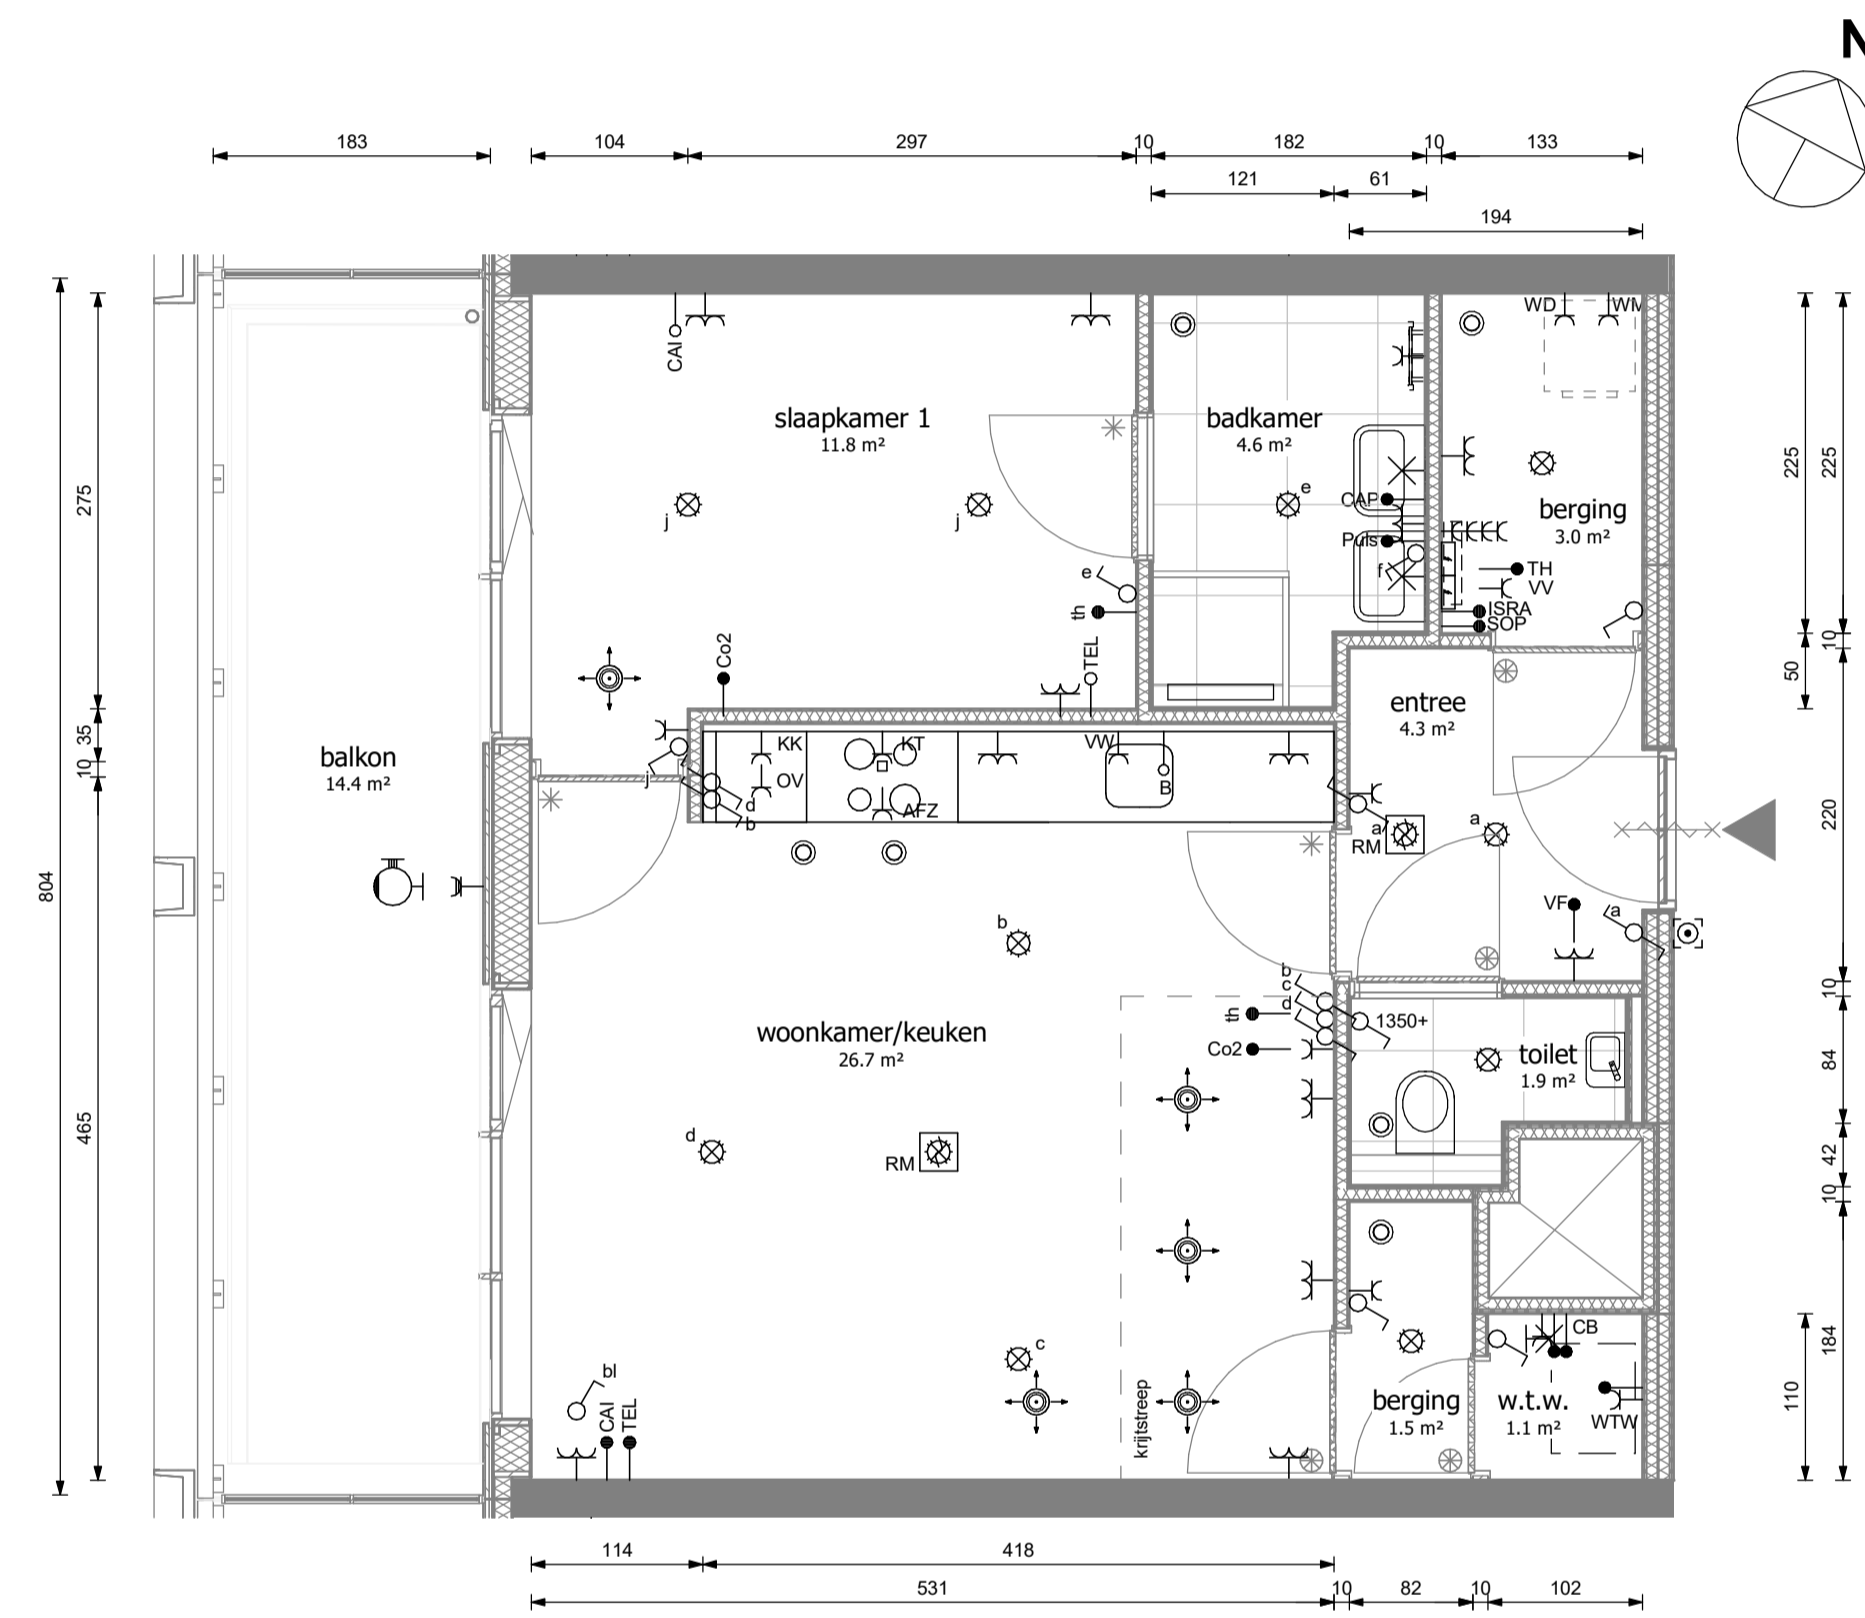 N
183
104
297
10
182
10
133
121
61
194
WD
WM
CAI
slaapkamer 1
11.8 m²
badkamer
4.6 m²
berging
3.0 m²
j
j
e
CAP
Puls
f
TH
VV
ISRA
SOP
e
th
Co2
TEL
entree
4.3 m²
balkon
14.4 m²
j
KK
OV
KT
AFZ
VW
B
d
b
a
RM
a
VF
a
b
b
c
d
th
Co2
1350+
woonkamer/keuken
26.7 m²
toilet
1.9 m²
d
RM
c
bl
CAI
TEL
krijtstreep
berging
1.5 m²
w.t.w.
1.1 m²
CB
WTW
804
275
35
10
465
225
50
110
225
10
220
10
84
42
10
184
114
418
531
10
82
10
102